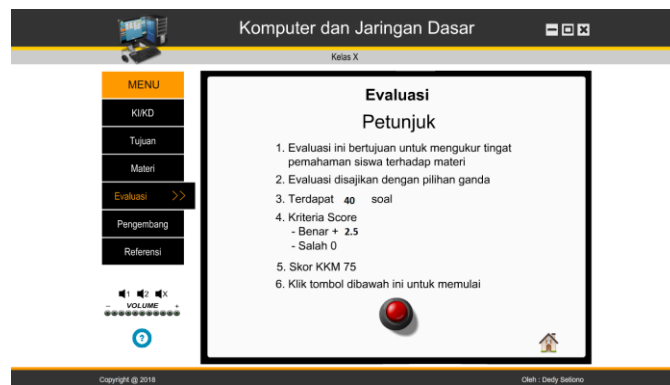 Komputer dan Jaringan Dasar
Kelas X
MENU
KI/KD
Tujuan
Materi
Evaluasi >>
Pengembang
Referensi
1 2 X
- VOLUME +
?
Evaluasi
Petunjuk
1. Evaluasi ini bertujuan untuk mengukur tingat
pemahaman siswa terhadap materi
2. Evaluasi disajikan dengan pilihan ganda
3. Terdapat 40 soal
4. Kriteria Score
- Benar + 2.5
- Salah 0
5. Skor KKM 75
6. Klik tombol dibawah ini untuk memulai
Copyright @ 2018
Oleh : Dedy Setiono